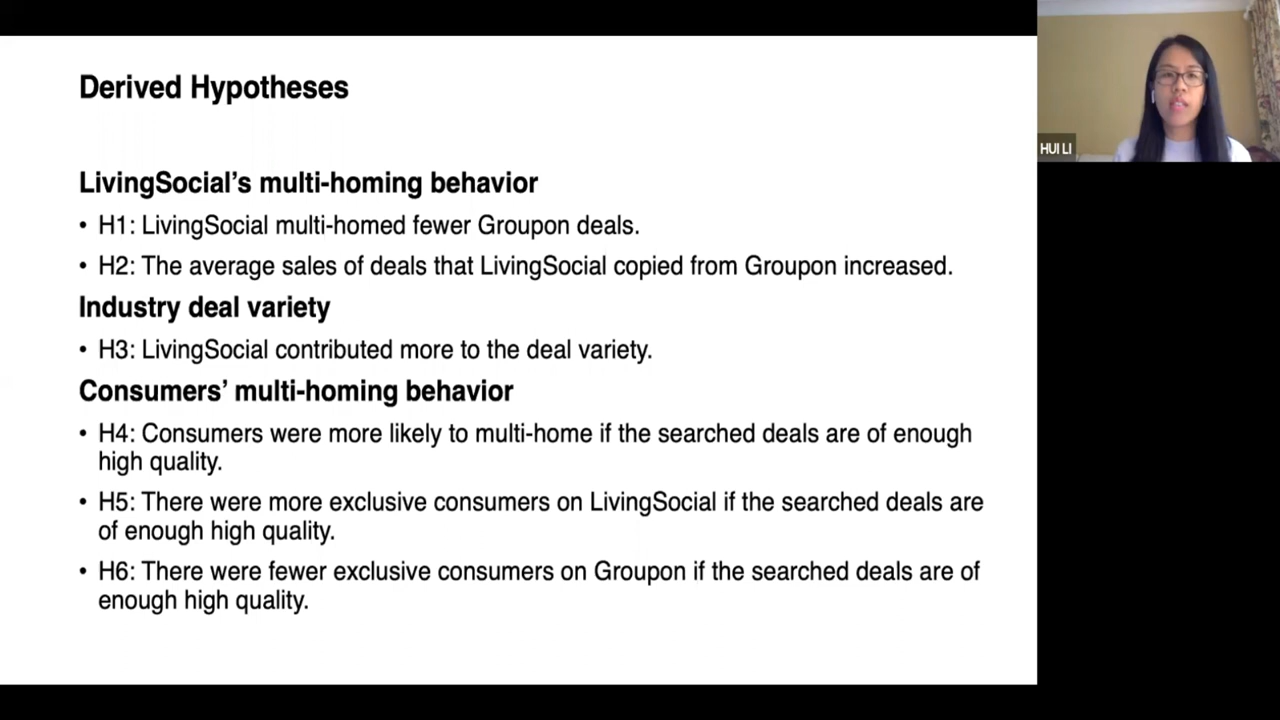 Derived Hypotheses
LivingSocial's multi-homing behavior
• H1: LivingSocial multi-homed fewer Groupon deals.
• H2: The average sales of deals that LivingSocial copied from Groupon increased.
Industry deal variety
• H3: LivingSocial contributed more to the deal variety.
Consumers' multi-homing behavior
• H4: Consumers were more likely to multi-home if the searched deals are of enough
high quality.
• H5: There were more exclusive consumers on LivingSocial if the searched deals are
of enough high quality.
• H6: There were fewer exclusive consumers on Groupon if the searched deals are of
enough high quality.
HUI LI